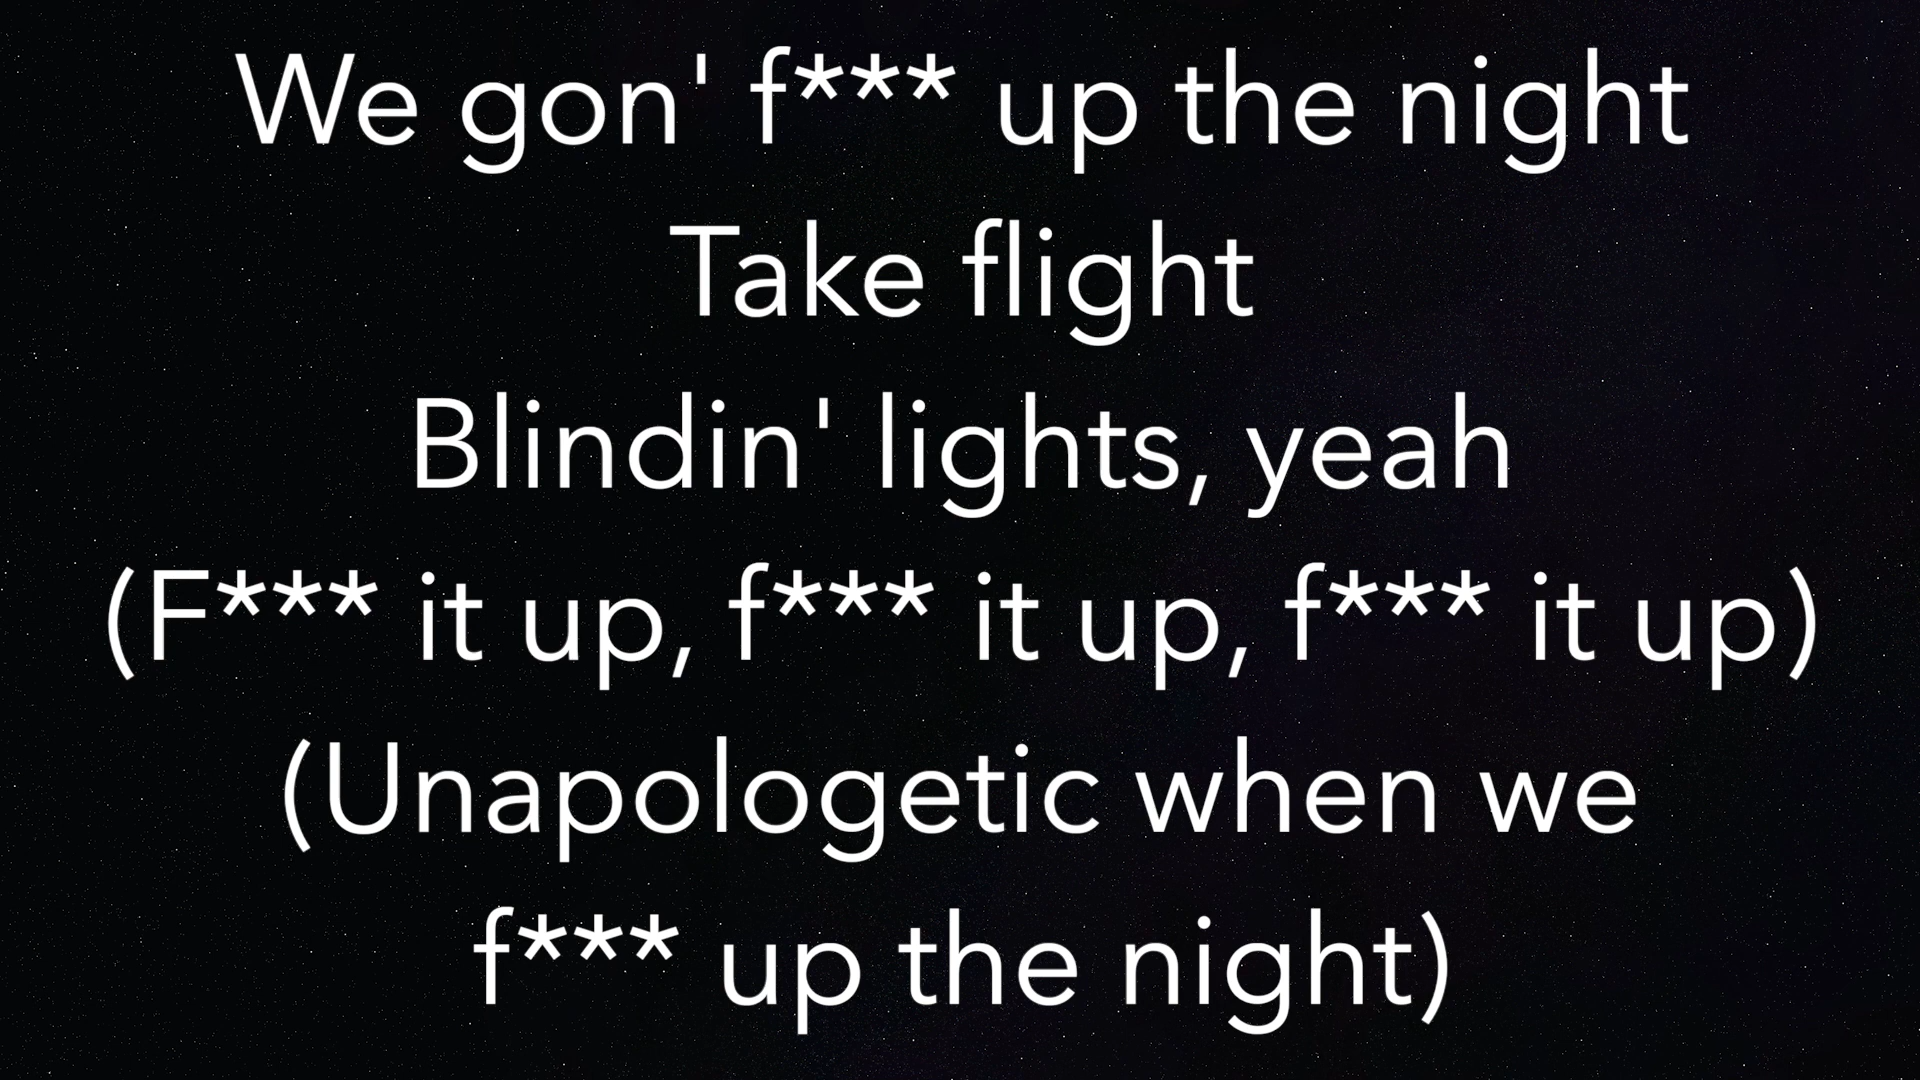 We gon' f*** up the night
Take flight
Blindin' lights, yeah
(F*** it up, f*** it up, f*** it up)
(Unapologetic when we
f*** up the night)